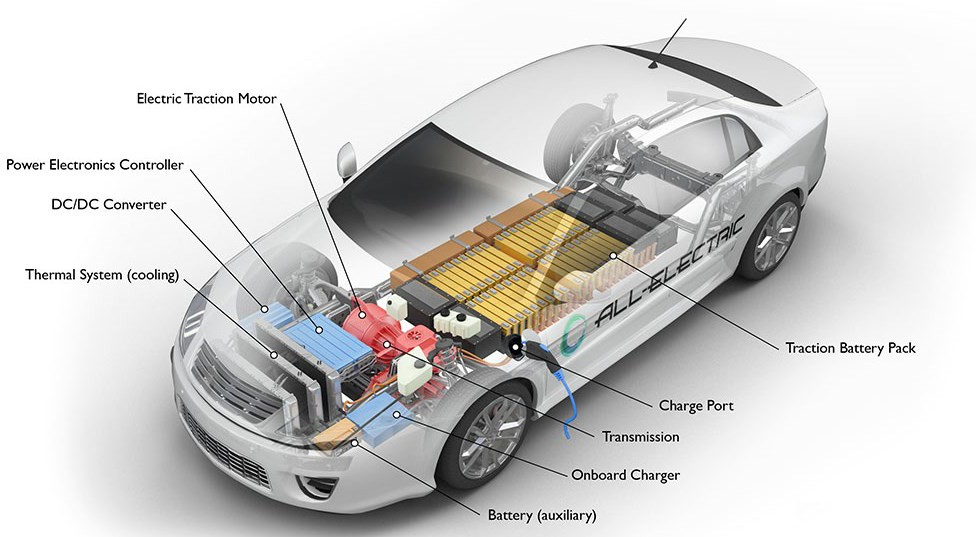 Electric Traction Motor
Power Electronics Controller
DC/DC Converter
Thermal System (cooling)
ALL-ELECTRIC
Traction Battery Pack
Charge Port
Transmission
Onboard Charger
Battery (auxiliary)